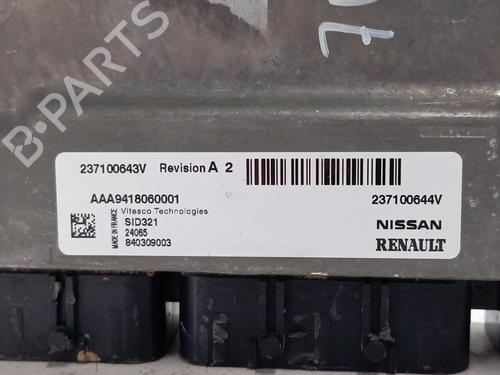 B-PARTS
237100643V Revision A 2
AAA9418060001 237100644V
Vitesco Technologies
MADE IN FRANCE
SID321
24065
840309003
NISSAN
RENAULT